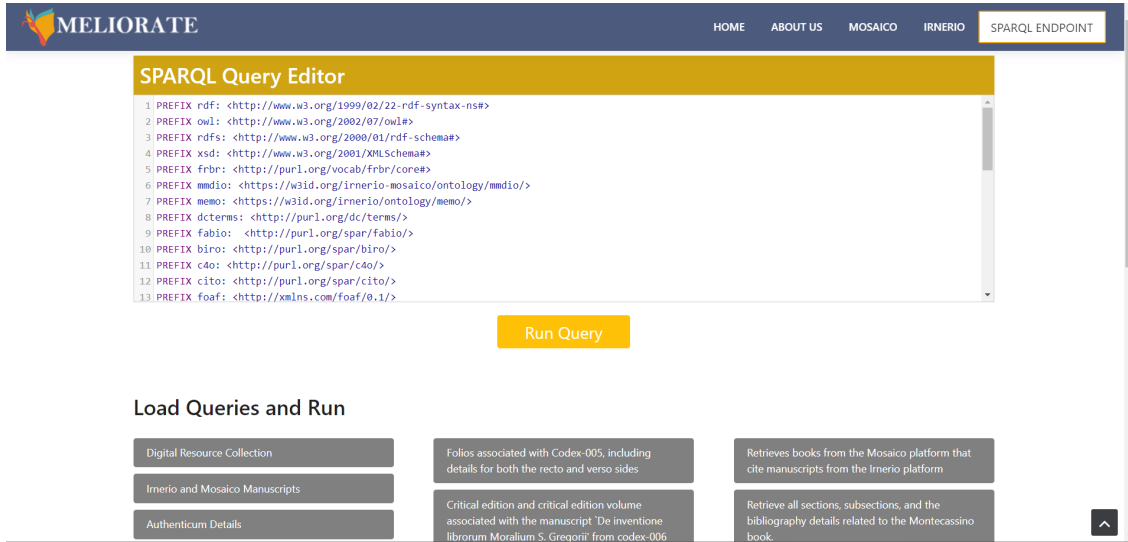 MELIORATE
HOME ABOUT US MOSAICO IRNERIO SPARQL ENDPOINT
SPARQL Query Editor
1 PREFIX rdf: <http://www.w3.org/1999/02/22-rdf-syntax-ns#>
2 PREFIX owl: <http://www.w3.org/2002/07/owl#>
3 PREFIX rdfs: <http://www.w3.org/2000/01/rdf-schema#>
4 PREFIX xsd: <http://www.w3.org/2001/XMLSchema#>
5 PREFIX frbr: <http://purl.org/vocab/frbr/core#>
6 PREFIX mmdio: <https://w3id.org/irnerio-mosaico/ontology/mmdio/>
7 PREFIX memo: <https://w3id.org/irnerio/ontology/memo/>
8 PREFIX dcterms: <http://purl.org/dc/terms/>
9 PREFIX fabio:  <http://purl.org/spar/fabio/>
10 PREFIX biro: <http://purl.org/spar/biro/>
11 PREFIX c4o: <http://purl.org/spar/c4o/>
12 PREFIX cito: <http://purl.org/spar/cito/>
13 PREFIX foaf: <http://xmlns.com/foaf/0.1/>
Run Query
Load Queries and Run
Digital Resource Collection
Irnerio and Mosaico Manuscripts
Authenticum Details
Folios associated with Codex-005, including
details for both the recto and verso sides
Critical edition and critical edition volume
associated with the manuscript `De inventione
librorum Moralium S. Gregorii' from codex-006
Retrieves books from the Mosaico platform that
cite manuscripts from the Irnerio platform
Retrieve all sections, subsections, and the
bibliography details related to the Montecassino
book.